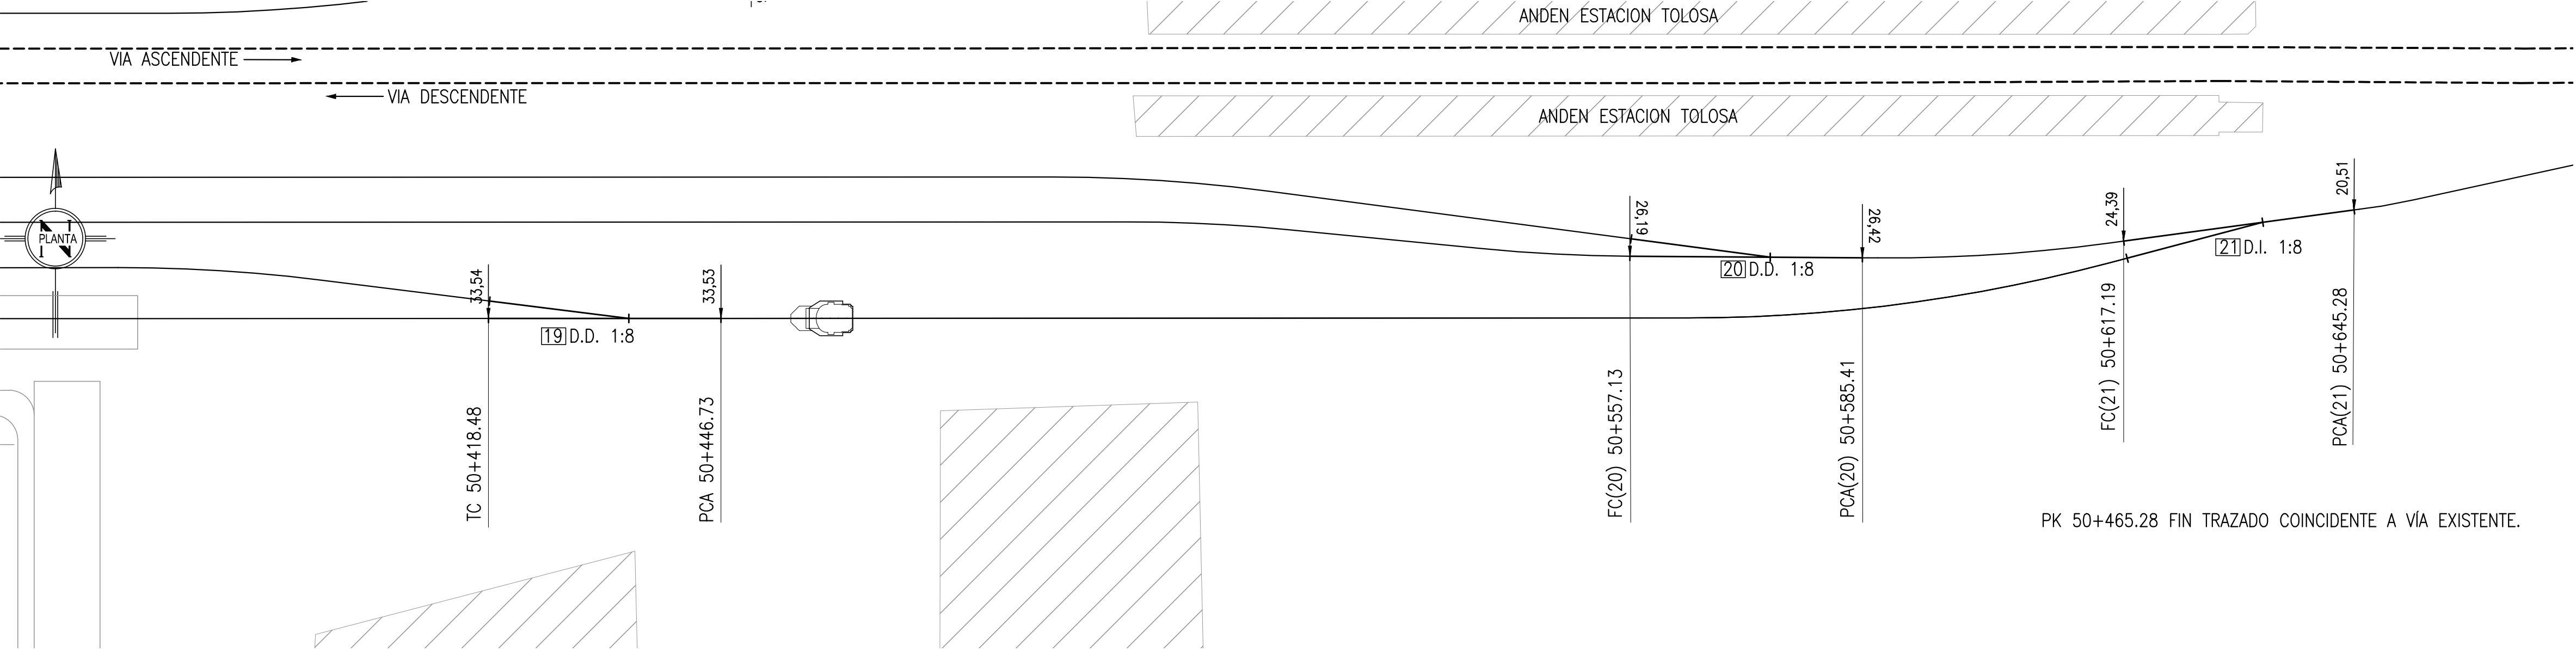 ANDEN ESTACION TOLOSA
VIA ASCENDENTE
VIA DESCENDENTE
ANDEN ESTACION TOLOSA
N
PLANTA
33,54
33,53
26,19
26,42
24,39
20,51
19 D.D. 1:8
20 D.D. 1:8
21 D.I. 1:8
TC 50+418.48
PCA 50+446.73
FC(20) 50+557.13
PCA(20) 50+585.41
FC(21) 50+617.19
PCA(21) 50+645.28
PK 50+465.28 FIN TRAZADO COINCIDENTE A VÍA EXISTENTE.